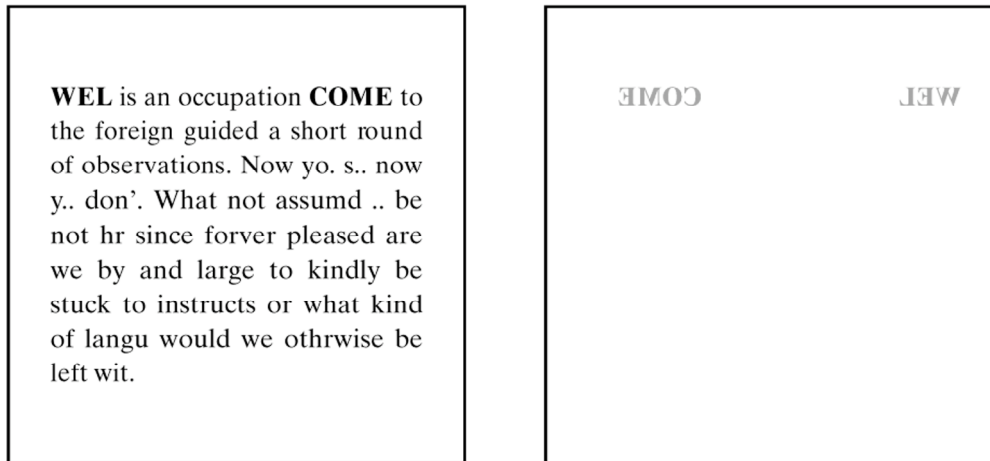 WEL is an occupation COME to
the foreign guided a short round
of observations. Now yo. s.. now
y.. don’. What not assumd .. be
not hr since forver pleased are
we by and large to kindly be
stuck to instructs or what kind
of langu would we othrwise be
left wit.
COME WEL